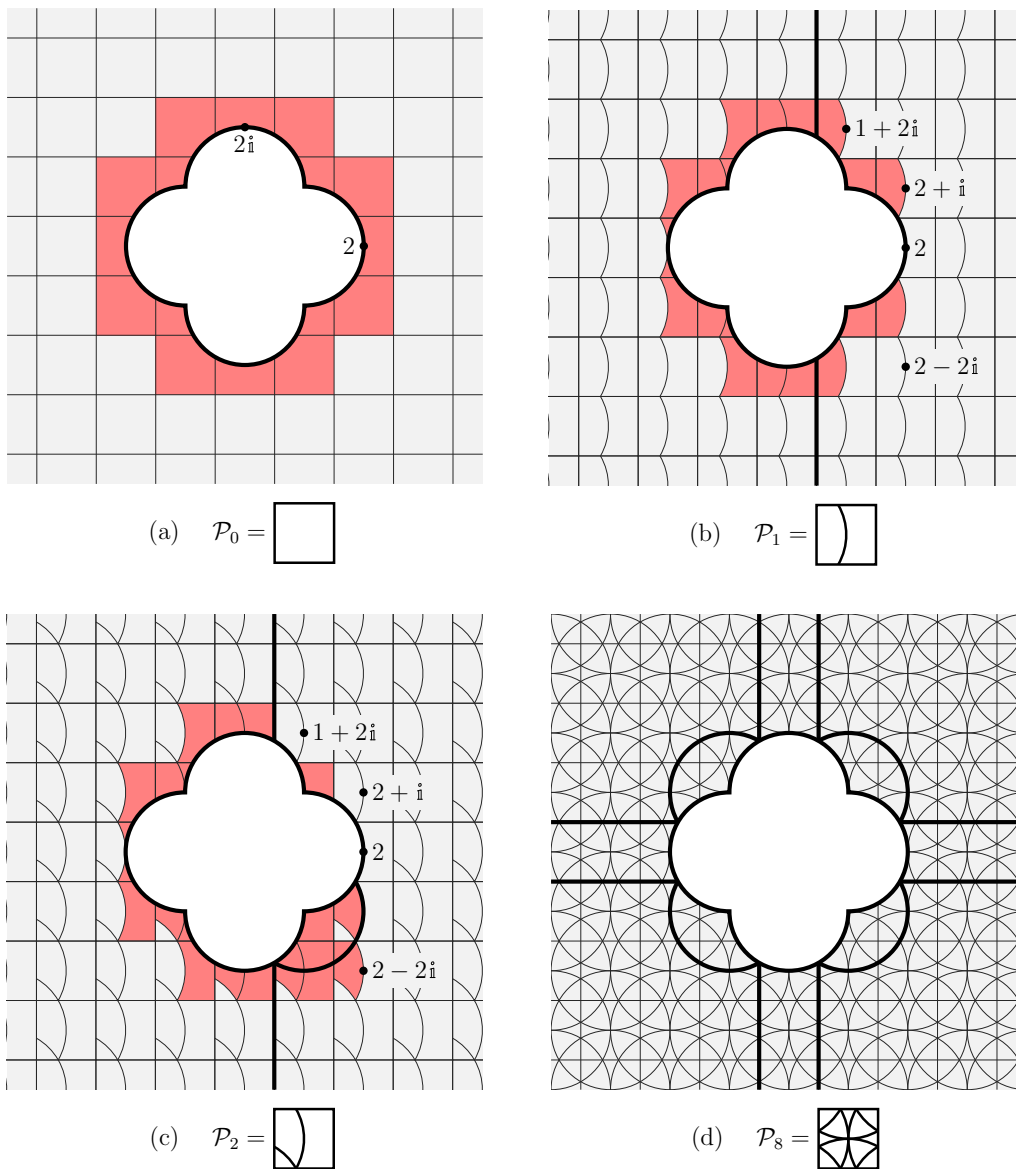 2𝕚
2
(a) 𝒫₀ =
1 + 2𝕚
2 + 𝕚
2
2 − 2𝕚
(b) 𝒫₁ =
1 + 2𝕚
2 + 𝕚
2
2 − 2𝕚
(c) 𝒫₂ =
(d) 𝒫₈ =